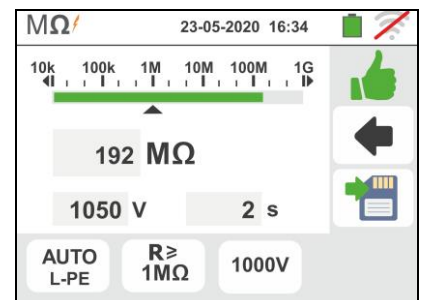 MΩ 23-05-2020 16:34
10k 100k 1M 10M 100M 1G
192 MΩ
1050 V 2 s
AUTO R≥ 1000V
L-PE 1MΩ